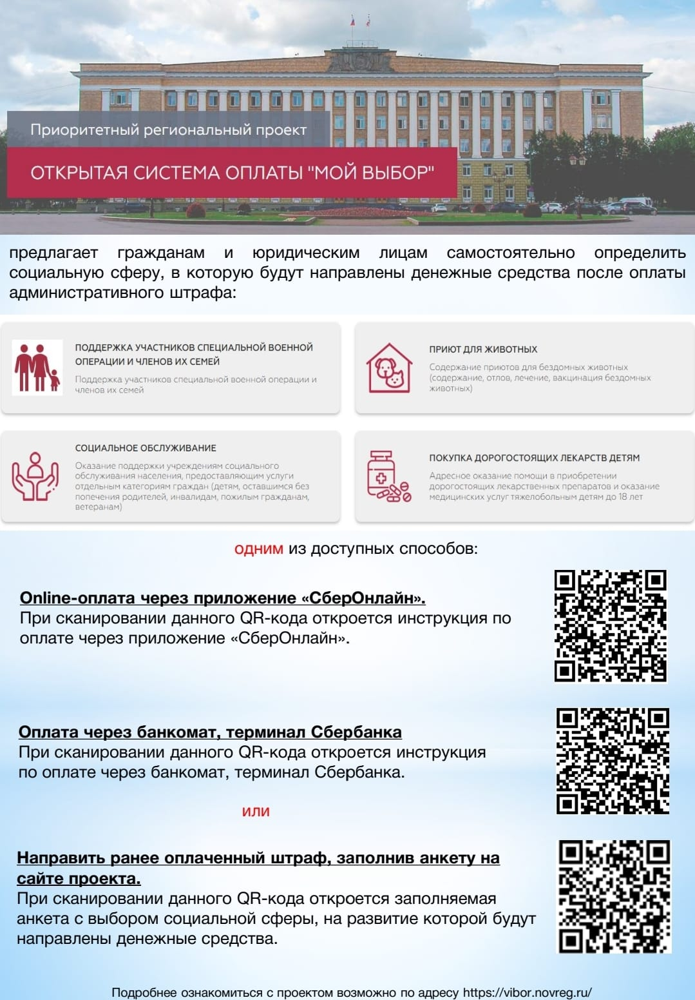 Приоритетный региональный проект
ОТКРЫТАЯ СИСТЕМА ОПЛАТЫ "МОЙ ВЫБОР"
предлагает гражданам и юридическим лицам самостоятельно определить
социальную сферу, в которую будут направлены денежные средства после оплаты
административного штрафа:
ПОДДЕРЖКА УЧАСТНИКОВ СПЕЦИАЛЬНОЙ ВОЕННОЙ
ОПЕРАЦИИ И ЧЛЕНОВ ИХ СЕМЕЙ
Поддержка участников специальной военной операции и
членов их семей
ПРИЮТ ДЛЯ ЖИВОТНЫХ
Содержание приютов для бездомных животных
(содержание, отлов, лечение, вакцинация бездомных
животных)
СОЦИАЛЬНОЕ ОБСЛУЖИВАНИЕ
Оказание поддержки учреждениям социального
обслуживания населения, предоставляющим услуги
отдельным категориям граждан (детям, оставшимся без
попечения родителей, инвалидам, пожилым гражданам,
ветеранам)
ПОКУПКА ДОРОГОСТОЯЩИХ ЛЕКАРСТВ ДЕТЯМ
Адресное оказание помощи в приобретении
дорогостоящих лекарственных препаратов и оказание
медицинских услуг тяжелобольным детям до 18 лет
одним из доступных способов:
Online-оплата через приложение «СберОнлайн».
При сканировании данного QR-кода откроется инструкция по
оплате через приложение «СберОнлайн».
Оплата через банкомат, терминал Сбербанка
При сканировании данного QR-кода откроется инструкция
по оплате через банкомат, терминал Сбербанка.
или
Направить ранее оплаченный штраф, заполнив анкету на
сайте проекта.
При сканировании данного QR-кода откроется заполняемая
анкета с выбором социальной сферы, на развитие которой будут
направлены денежные средства.
Подробнее ознакомиться с проектом возможно по адресу https://vibor.novreg.ru/